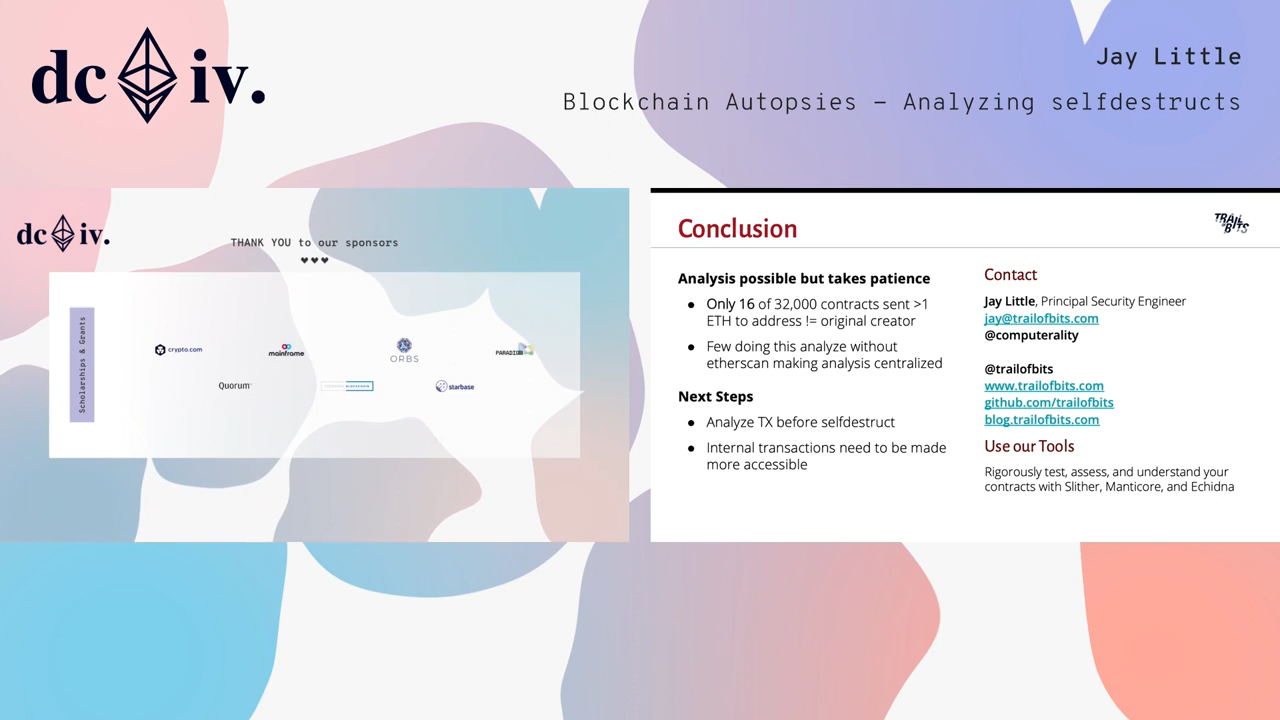 dc iv.
Jay Little
Blockchain Autopsies – Analyzing selfdestructs
dc iv.
THANK YOU to our sponsors
♥♥♥
Scholarships & Grants
crypto.com
mainframe
ORBS
PARADIGM
Quorum
BLOCKCHAIN
starbase
Conclusion
TRAIL
OF
BITS
Analysis possible but takes patience
● Only 16 of 32,000 contracts sent >1
ETH to address != original creator
● Few doing this analyze without
etherscan making analysis centralized
Next Steps
● Analyze TX before selfdestruct
● Internal transactions need to be made
more accessible
Contact
Jay Little, Principal Security Engineer
jay@trailofbits.com
@computerality
@trailofbits
www.trailofbits.com
github.com/trailofbits
blog.trailofbits.com
Use our Tools
Rigorously test, assess, and understand your
contracts with Slither, Manticore, and Echidna